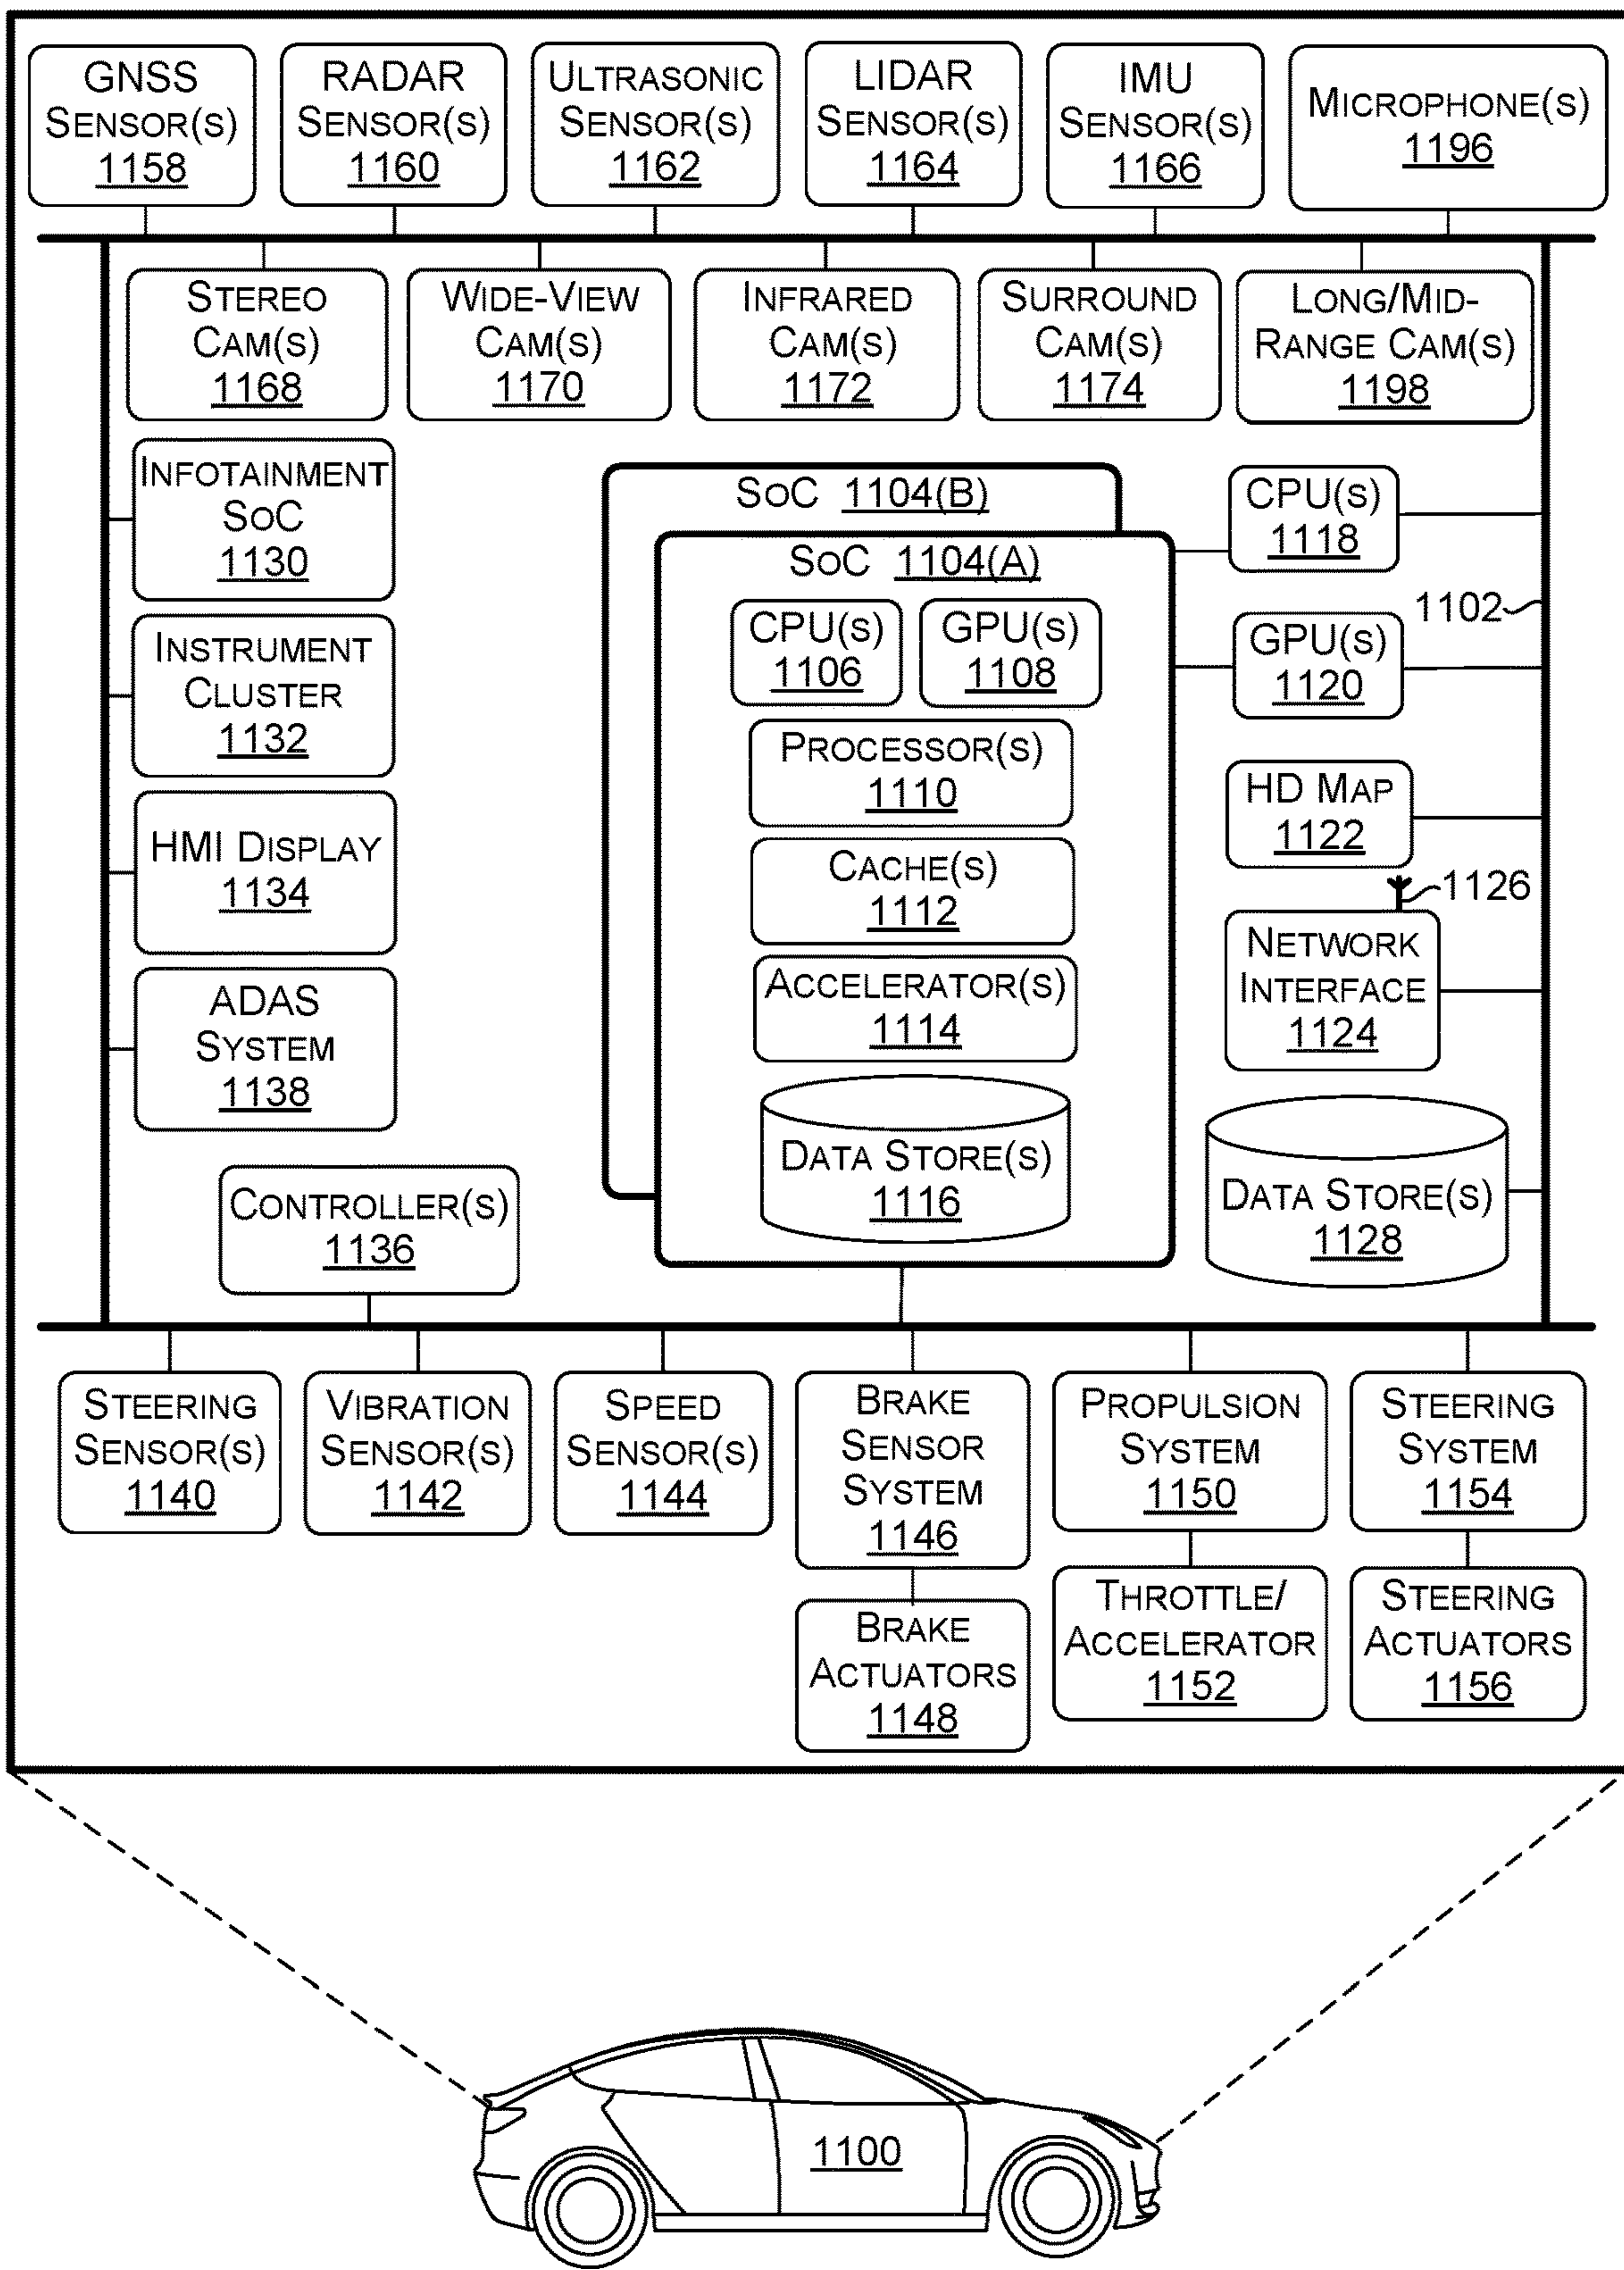 GNSS
SENSOR(S)
1158
RADAR
SENSOR(S)
1160
ULTRASONIC
SENSOR(S)
1162
LIDAR
SENSOR(S)
1164
IMU
SENSOR(S)
1166
MICROPHONE(S)
1196
STEREO
CAM(S)
1168
WIDE-VIEW
CAM(S)
1170
INFRARED
CAM(S)
1172
SURROUND
CAM(S)
1174
LONG/MID-
RANGE CAM(S)
1198
INFOTAINMENT
SOC
1130
INSTRUMENT
CLUSTER
1132
HMI DISPLAY
1134
ADAS
SYSTEM
1138
CONTROLLER(S)
1136
SOC 1104(B)
SOC 1104(A)
CPU(S)
1106
GPU(S)
1108
PROCESSOR(S)
1110
CACHE(S)
1112
ACCELERATOR(S)
1114
DATA STORE(S)
1116
CPU(S)
1118
1102
GPU(S)
1120
HD MAP
1122
1126
NETWORK
INTERFACE
1124
DATA STORE(S)
1128
STEERING
SENSOR(S)
1140
VIBRATION
SENSOR(S)
1142
SPEED
SENSOR(S)
1144
BRAKE
SENSOR
SYSTEM
1146
BRAKE
ACTUATORS
1148
PROPULSION
SYSTEM
1150
THROTTLE/
ACCELERATOR
1152
STEERING
SYSTEM
1154
STEERING
ACTUATORS
1156
1100